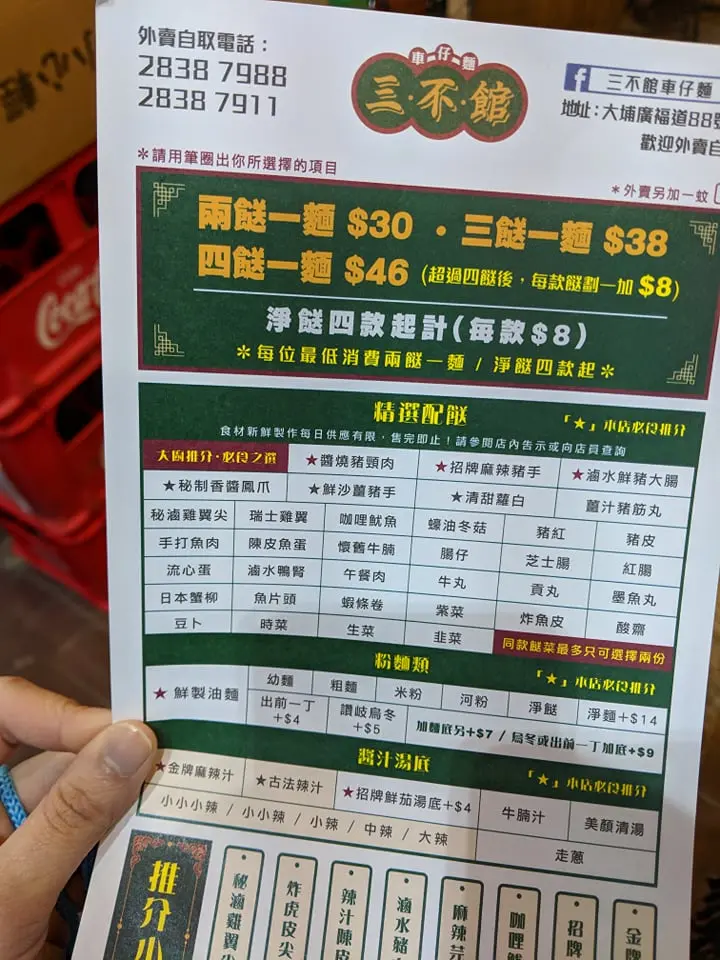 外賣自取電話：
2838 7988
2838 7911
車仔麵
三·不·館
三不館車仔麵
地址：大埔廣福道88號
歡迎外賣自
＊請用筆圈出你所選擇的項目
＊外賣另加一蚊
兩餸一麵 $30 · 三餸一麵 $38
四餸一麵 $46 (超過四餸後，每款餸劃一加 $8)
淨餸四款起計(每款$8)
＊每位最低消費兩餸一麵 / 淨餸四款起＊
精選配餸 「★」本店必食推介
食材新鮮製作每日供應有限，售完即止！請參閱店內告示或向店員查詢
大廚推介·必食之選 ★醬燒豬頸肉 ★招牌麻辣豬手 ★滷水鮮豬大腸
★秘制香醬鳳爪 ★鮮沙薑豬手 ★清甜蘿白 薑汁豬筋丸
秘滷雞翼尖 瑞士雞翼 咖哩魷魚 蠔油冬菇 豬紅 豬皮
手打魚肉 陳皮魚蛋 懷舊牛腩 腸仔 芝士腸 紅腸
流心蛋 滷水鴨腎 午餐肉 牛丸 貢丸 墨魚丸
日本蟹柳 魚片頭 蝦條卷 紫菜 炸魚皮 酸齋
豆卜 時菜 生菜 韭菜 同款餸菜最多只可選擇兩份
粉麵類 「★」本店必食推介
★ 鮮製油麵 幼麵 粗麵 米粉 河粉 淨餸 淨麵+$14
出前一丁+$4 讚岐烏冬+$5 加麵底另+$7 / 烏冬或出前一丁加底+$9
醬汁湯底 「★」本店必食推介
★金牌麻辣汁 ★古法辣汁 ★招牌鮮茄湯底+$4 牛腩汁 美顏清湯
小小小辣 / 小小辣 / 小辣 / 中辣 / 大辣 走蔥
推介小
秘滷雞翼尖
炸虎皮尖
辣汁陳皮
滷水豬
麻辣
咖哩
招牌
金牌
Coca